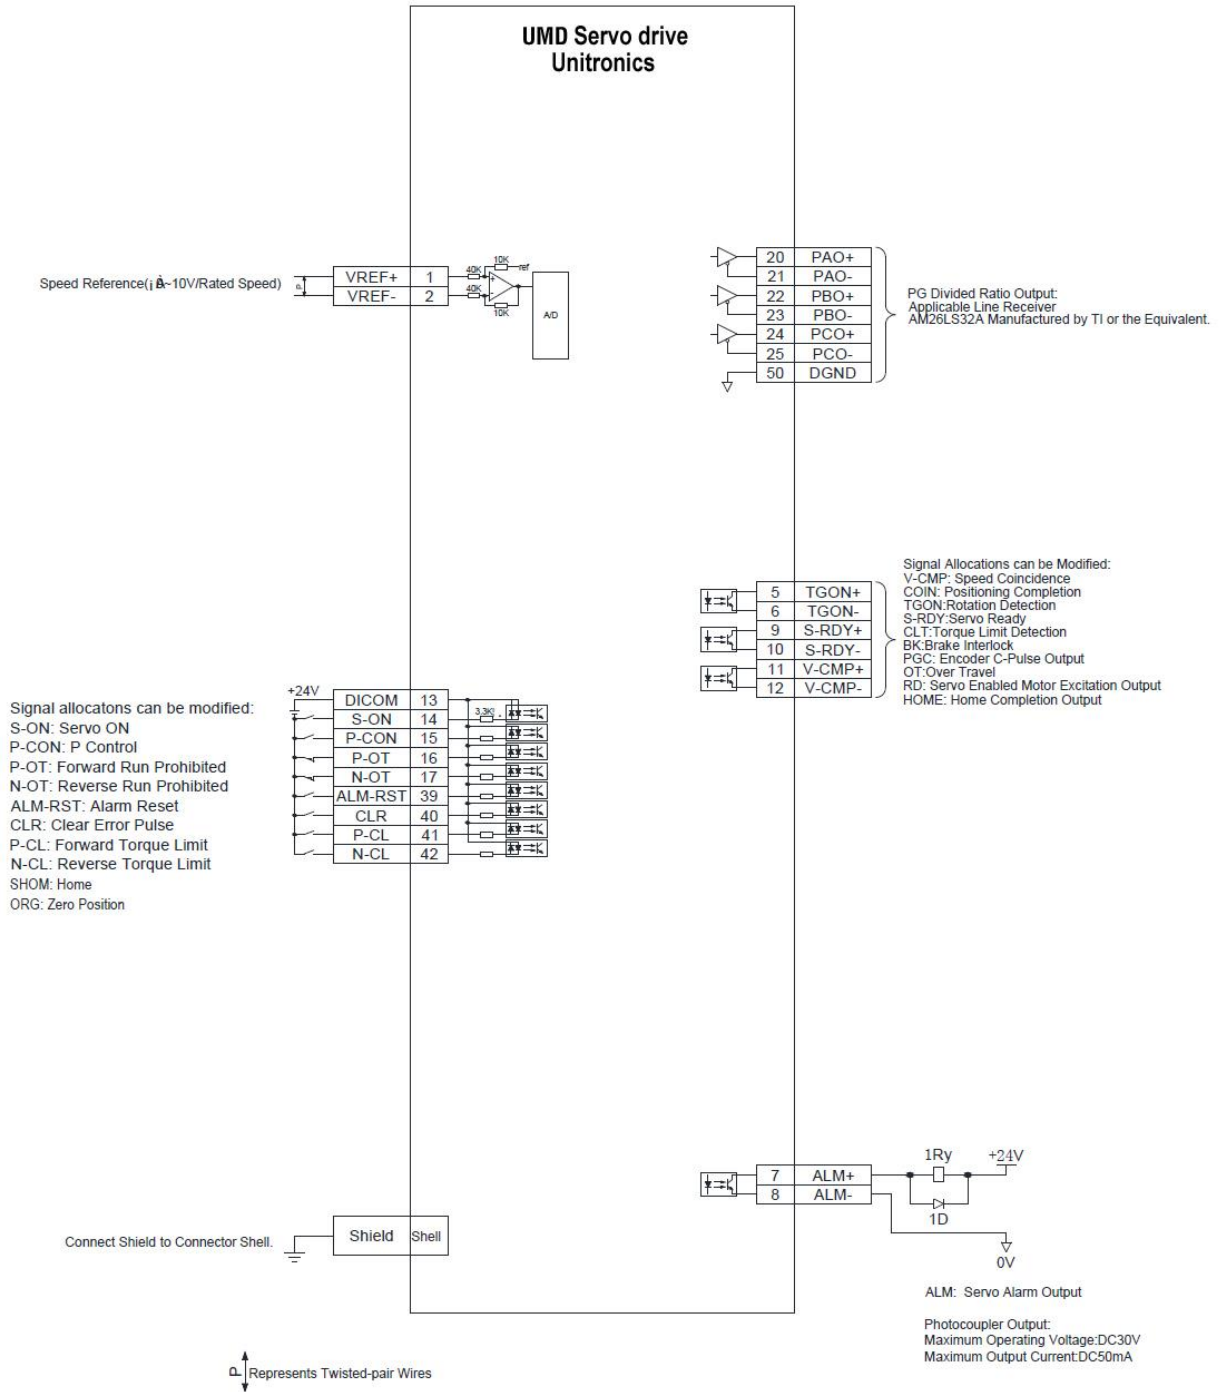 UMD Servo drive
Unitronics
Speed Reference(¡À~10V/Rated Speed)
P
VREF+ 1
VREF- 2
40K
40K
10K
10K
ref
A/D
20 PAO+
21 PAO-
22 PBO+
23 PBO-
24 PCO+
25 PCO-
50 DGND
PG Divided Ratio Output:
Applicable Line Receiver
AM26LS32A Manufactured by TI or the Equivalent.
5 TGON+
6 TGON-
9 S-RDY+
10 S-RDY-
11 V-CMP+
12 V-CMP-
Signal Allocations can be Modified:
V-CMP: Speed Coincidence
COIN: Positioning Completion
TGON:Rotation Detection
S-RDY:Servo Ready
CLT:Torque Limit Detection
BK:Brake Interlock
PGC: Encoder C-Pulse Output
OT:Over Travel
RD: Servo Enabled Motor Excitation Output
HOME: Home Completion Output
Signal allocatons can be modified:
S-ON: Servo ON
P-CON: P Control
P-OT: Forward Run Prohibited
N-OT: Reverse Run Prohibited
ALM-RST: Alarm Reset
CLR: Clear Error Pulse
P-CL: Forward Torque Limit
N-CL: Reverse Torque Limit
SHOM: Home
ORG: Zero Position
+24V
DICOM 13
S-ON 14
P-CON 15
P-OT 16
N-OT 17
ALM-RST 39
CLR 40
P-CL 41
N-CL 42
3.3K
7 ALM+
8 ALM-
1Ry
+24V
1D
0V
ALM: Servo Alarm Output
Photocoupler Output:
Maximum Operating Voltage:DC30V
Maximum Output Current:DC50mA
Connect Shield to Connector Shell.
Shield Shell
P Represents Twisted-pair Wires